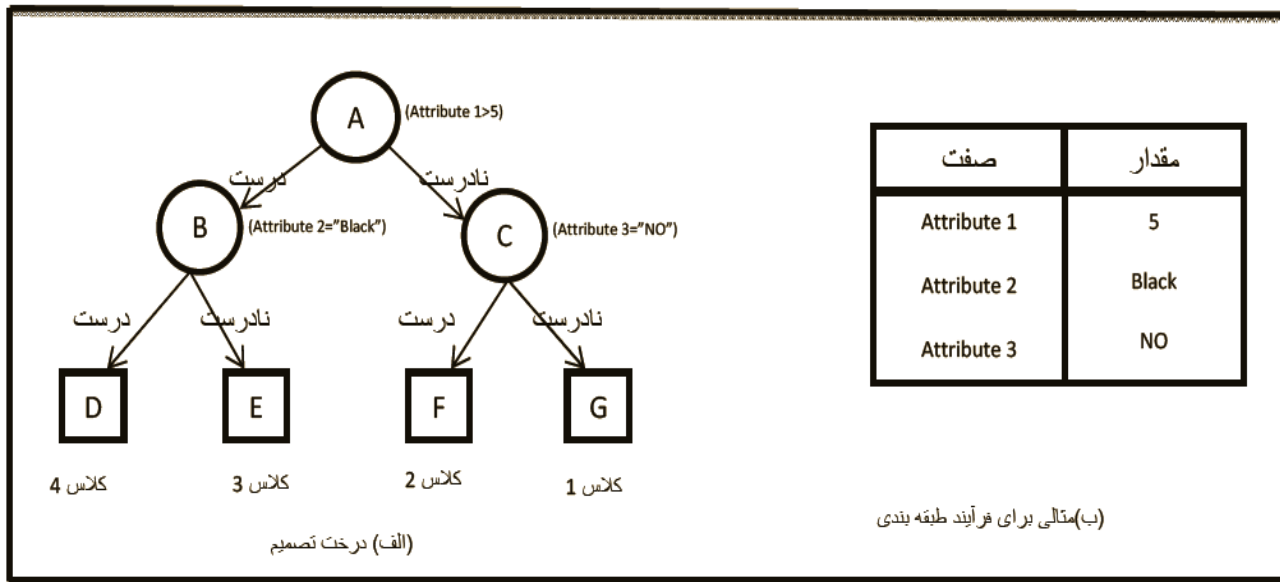 A
(Attribute 1>5)
درست
نادرست
B
(Attribute 2="Black")
C
(Attribute 3="NO")
درست
نادرست
درست
نادرست
D
E
F
G
کلاس 4
کلاس 3
کلاس 2
کلاس 1
(الف) درخت تصمیم
صفت
مقدار
Attribute 1
5
Attribute 2
Black
Attribute 3
NO
(ب)مثالی برای فرآیند طبقه بندی